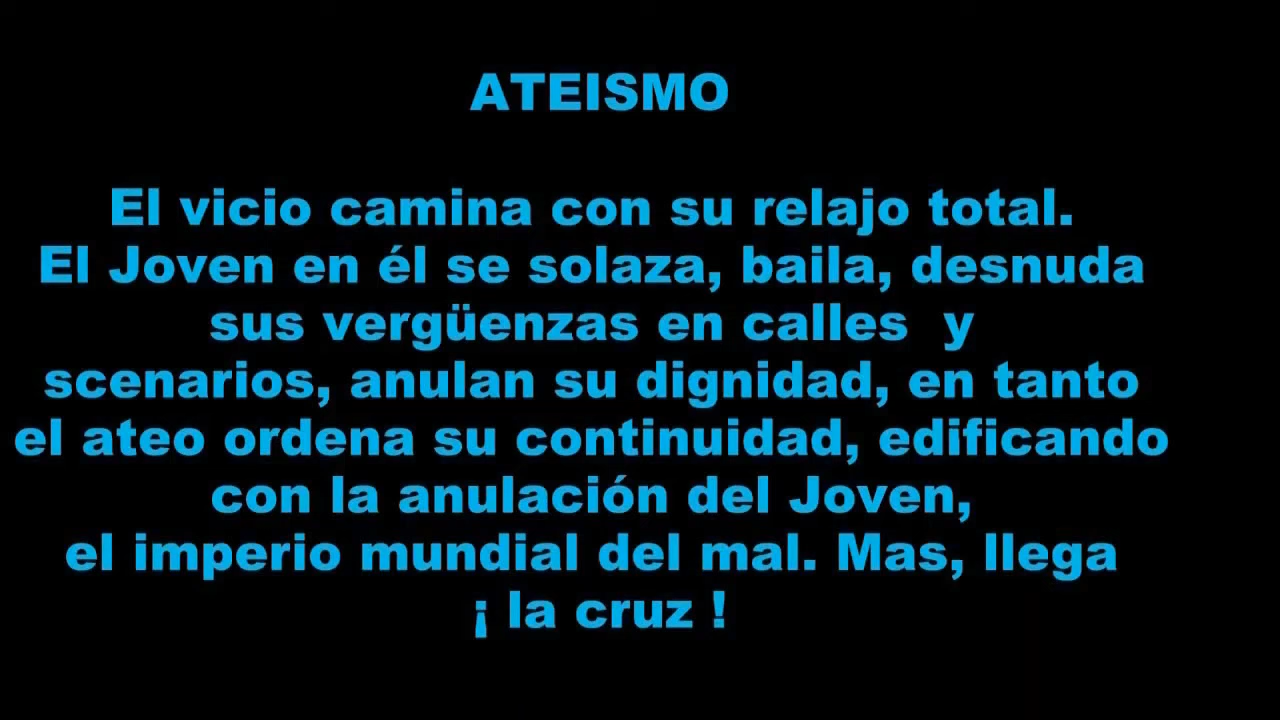 ATEISMO
El vicio camina con su relajo total.
El Joven en él se solaza, baila, desnuda
sus vergüenzas en calles  y
scenarios, anulan su dignidad, en tanto
el ateo ordena su continuidad, edificando
con la anulación del Joven,
el imperio mundial del mal. Mas, llega
¡ la cruz !